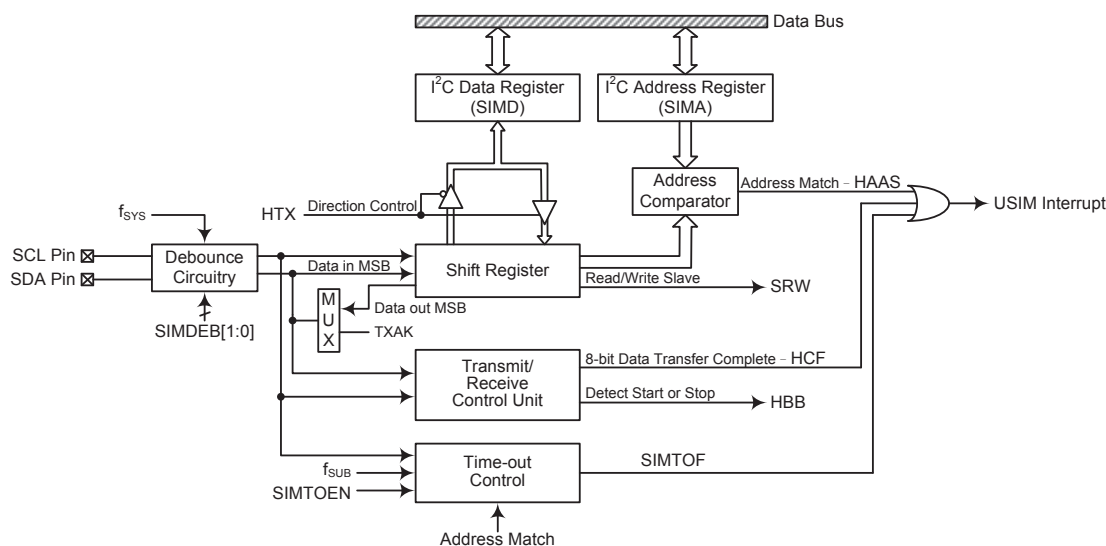 Data Bus
I²C Data Register
(SIMD)
I²C Address Register
(SIMA)
Address
Comparator
Address Match – HAAS
USIM Interrupt
HTX
Direction Control
fSYS
SCL Pin
SDA Pin
Debounce
Circuitry
SIMDEB[1:0]
Data in MSB
Shift Register
Read/Write Slave
SRW
M
U
X
Data out MSB
TXAK
Transmit/
Receive
Control Unit
8-bit Data Transfer Complete – HCF
Detect Start or Stop
HBB
fSUB
SIMTOEN
Time-out
Control
SIMTOF
Address Match